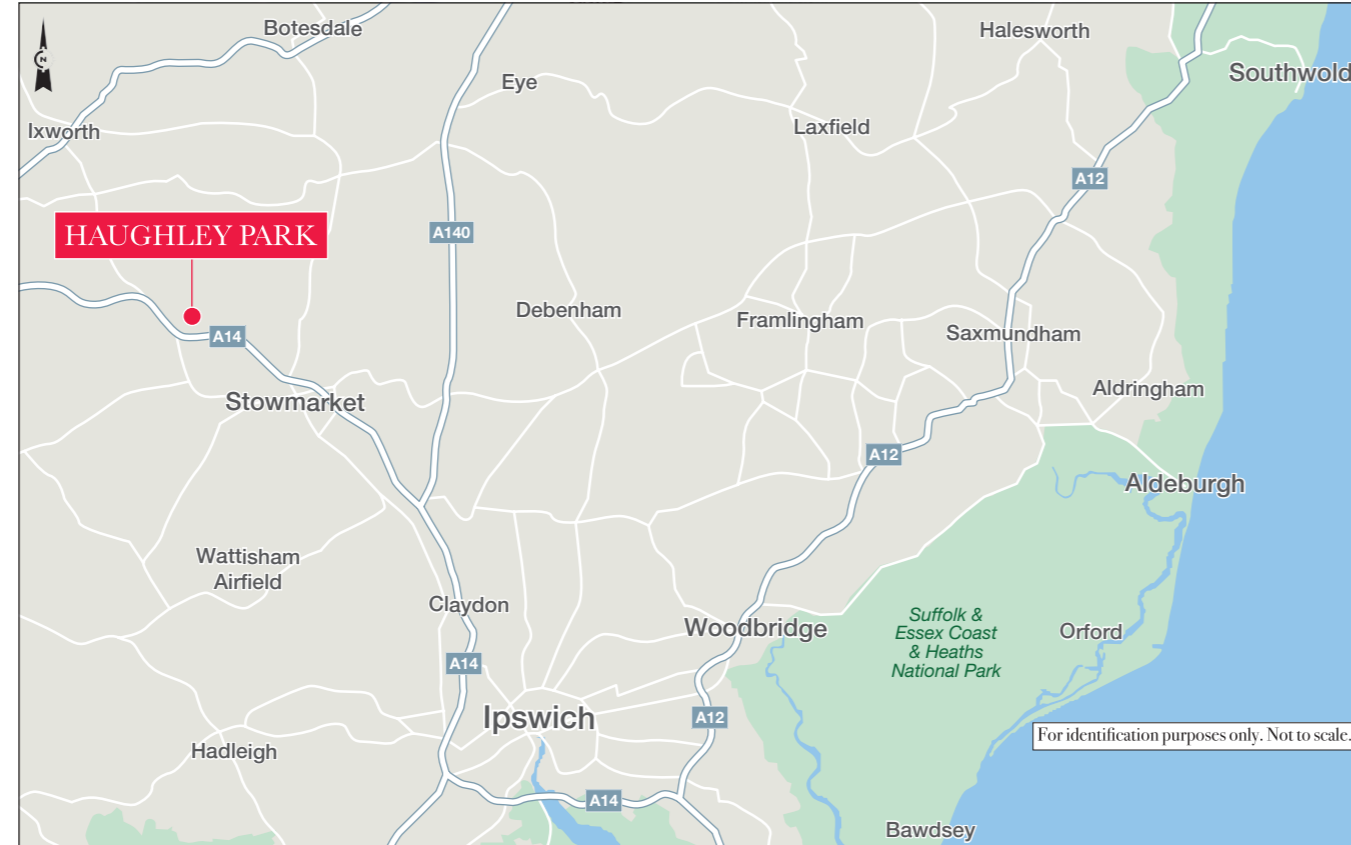 Botesdale
Halesworth
N
Southwold
Eye
Ixworth
Laxfield
A12
HAUGHLEY PARK
A140
Debenham
Framlingham
A14
Saxmundham
Aldringham
Stowmarket
A12
Aldeburgh
Wattisham
Airfield
Claydon
Woodbridge
Suffolk &
Essex Coast
& Heaths
National Park
Orford
A14
Ipswich
A12
For identification purposes only. Not to scale.
Hadleigh
A14
Bawdsey